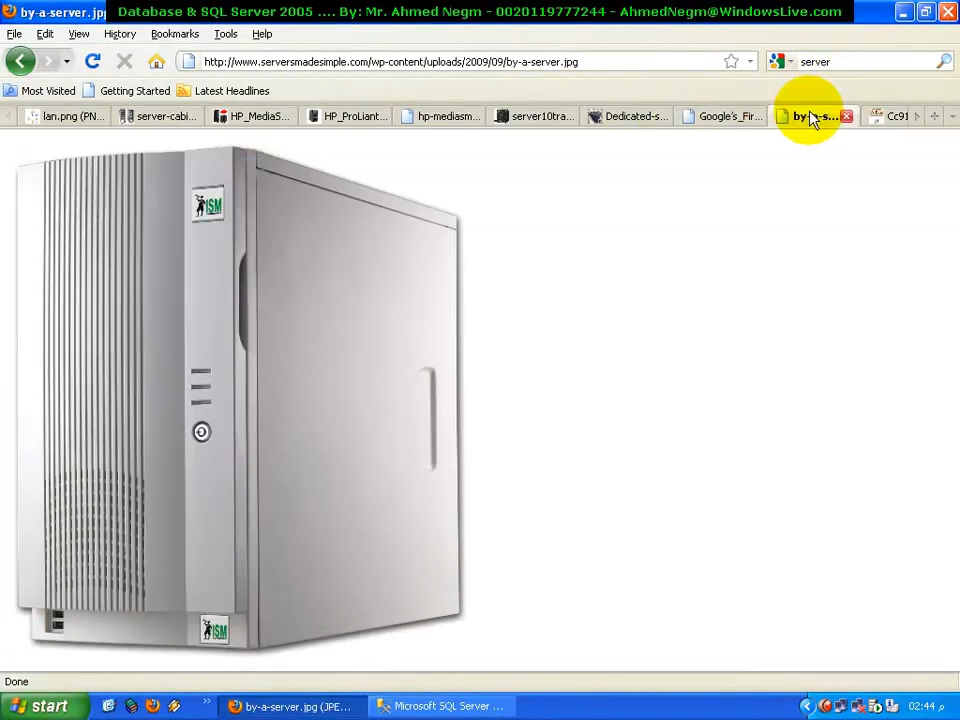 by-a-server.jpg
Database & SQL Server 2005 .... By: Mr. Ahmed Negm - 0020119777244 - AhmedNegm@WindowsLive.com
File Edit View History Bookmarks Tools Help
http://www.serversmadesimple.com/wp-content/uploads/2009/09/by-a-server.jpg
server
Most Visited Getting Started Latest Headlines
lan.png (PN... server-cabi... HP_MediaS... HP_ProLiant... hp-mediasm... server10tra... Dedicated-s... Google's_Fir... by-a-s... Cc91
ISM
ISM
Done
start by-a-server.jpg (JPE... Microsoft SQL Server ... 02:44 م